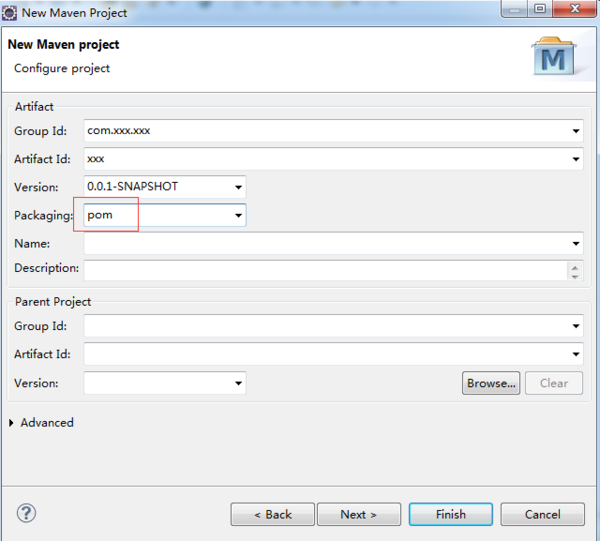 New Maven Project
New Maven project
Configure project
M
Artifact
Group Id: com.xxx.xxx
Artifact Id: xxx
Version: 0.0.1-SNAPSHOT
Packaging: pom
Name:
Description:
Parent Project
Group Id:
Artifact Id:
Version: Browse... Clear
Advanced
? < Back Next > Finish Cancel